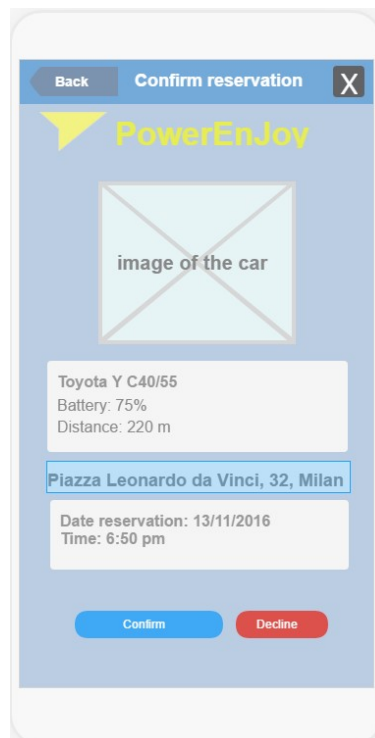 Back
Confirm reservation
X
PowerEnJoy
image of the car
Toyota Y C40/55
Battery: 75%
Distance: 220 m
Piazza Leonardo da Vinci, 32, Milan
Date reservation: 13/11/2016
Time: 6:50 pm
Confirm
Decline